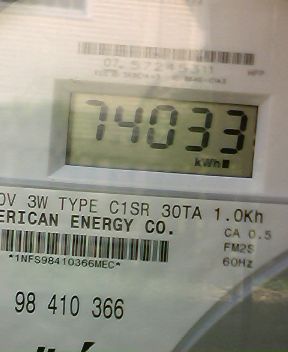 74033
kWh
0V 3W TYPE C1SR 30TA 1.0Kh
ERICAN ENERGY CO.
CA 0.5
FM2S
*1NFS98410366MEC*
60Hz
98 410 366